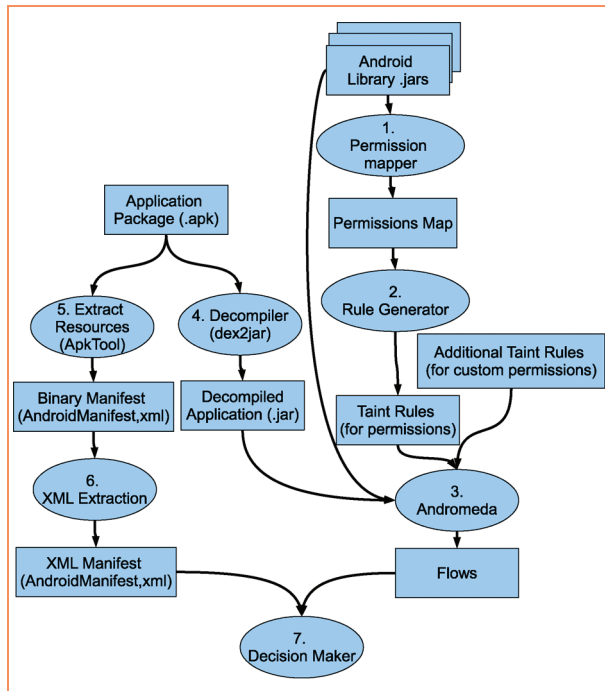 Android
Library .jars
1.
Permission
mapper
Application
Package (.apk)
Permissions Map
5. Extract
Resources
(ApkTool)
4. Decompiler
(dex2jar)
2.
Rule Generator
Additional Taint Rules
(for custom permissions)
Binary Manifest
(AndroidManifest,xml)
Decompiled
Application (.jar)
Taint Rules
(for permissions)
6.
XML Extraction
3.
Andromeda
XML Manifest
(AndroidManifest,xml)
Flows
7.
Decision Maker